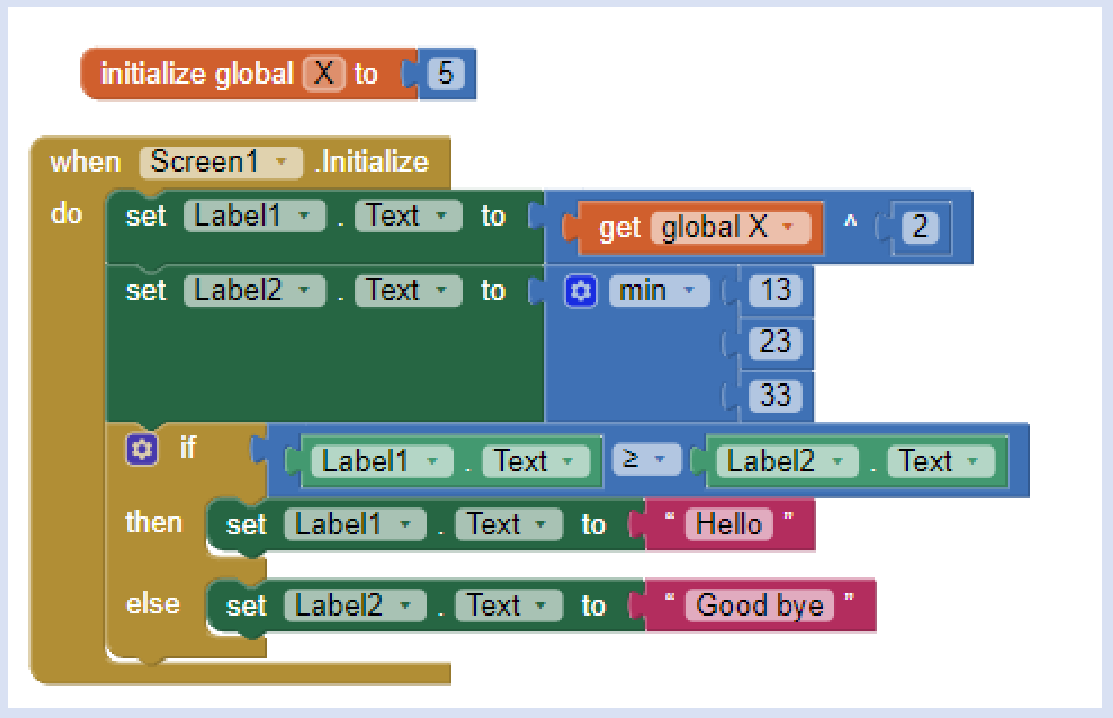 initialize global X to 5
when Screen1 .Initialize
do set Label1 . Text to get global X ^ 2
set Label2 . Text to min 13
23
33
if Label1 . Text ≥ Label2 . Text
then set Label1 . Text to “ Hello ”
else set Label2 . Text to “ Good bye ”